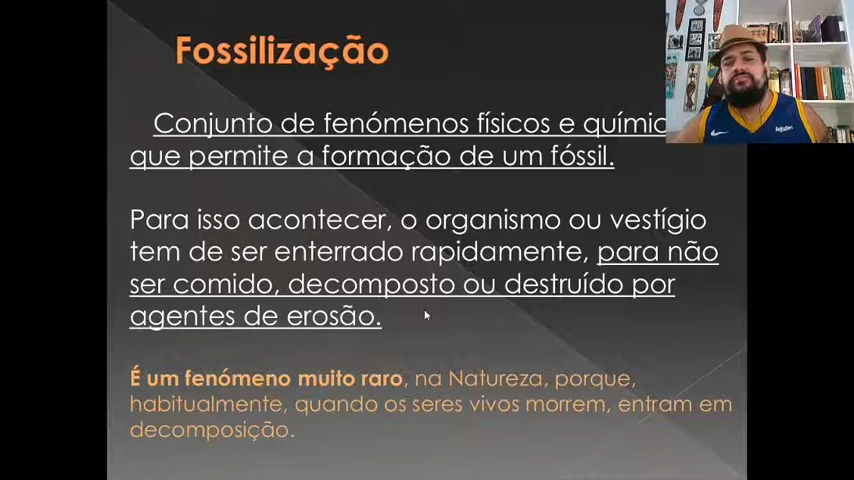 Fossilização
Conjunto de fenómenos físicos e
que permite a formação de um fóssil.
Para isso acontecer, o organismo ou vestígio
tem de ser enterrado rapidamente, para não
ser comido, decomposto ou destruído por
agentes de erosão.
É um fenómeno muito raro, na Natureza, porque,
habitualmente, quando os seres vivos morrem, entram em
decomposição.